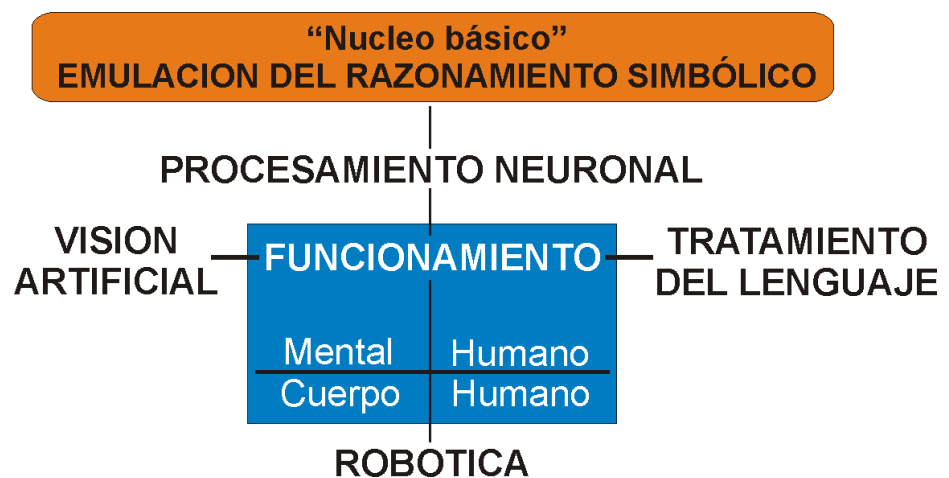 “Nucleo básico”
EMULACION DEL RAZONAMIENTO SIMBÓLICO
PROCESAMIENTO NEURONAL
VISION
ARTIFICIAL
FUNCIONAMIENTO
TRATAMIENTO
DEL LENGUAJE
Mental Humano
Cuerpo Humano
ROBOTICA